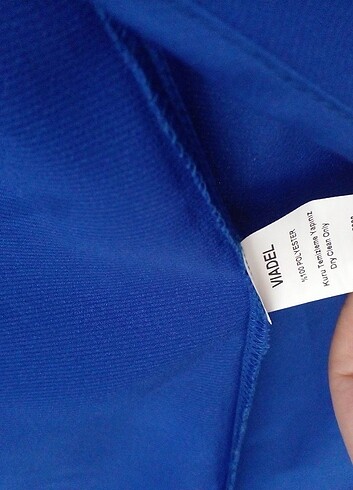 VIADEL
%100 POLYESTER
Kuru Temizleme Yapınız
Dry Clean Only